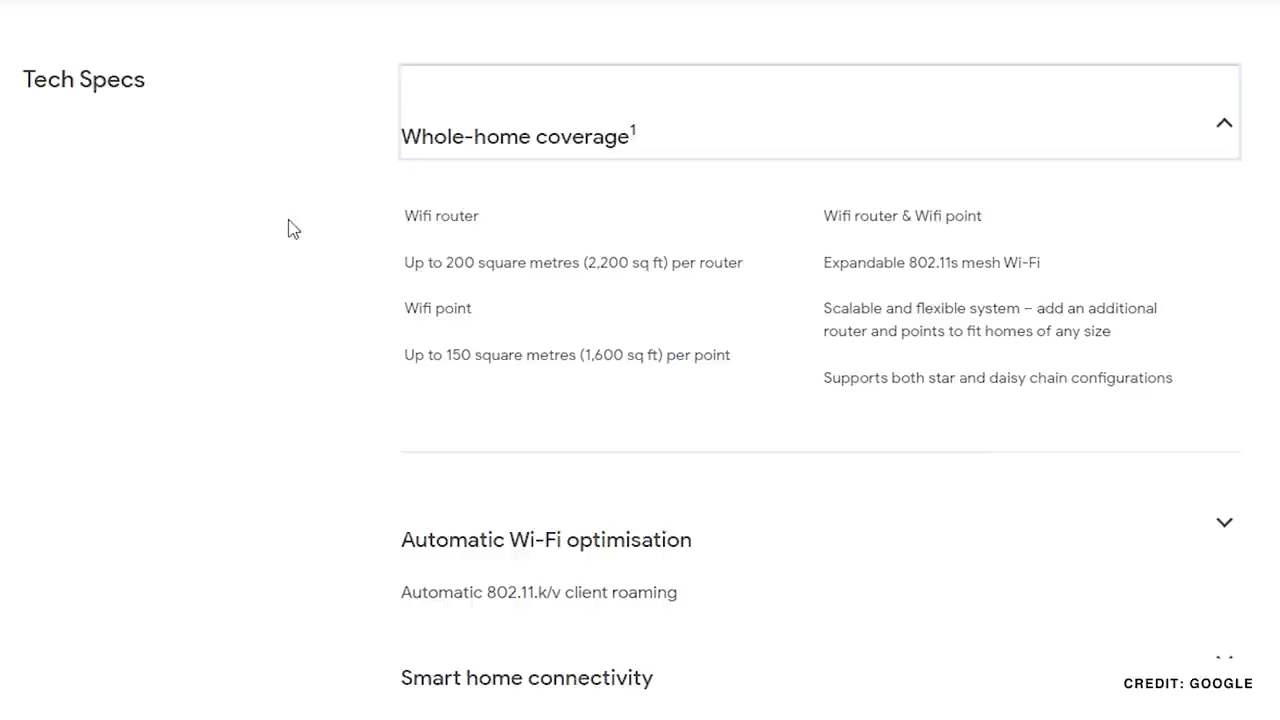 Tech Specs
Whole-home coverage1
Wifi router
Up to 200 square metres (2,200 sq ft) per router
Wifi point
Up to 150 square metres (1,600 sq ft) per point
Wifi router & Wifi point
Expandable 802.11s mesh Wi-Fi
Scalable and flexible system – add an additional
router and points to fit homes of any size
Supports both star and daisy chain configurations
Automatic Wi-Fi optimisation
Automatic 802.11.k/v client roaming
Smart home connectivity
CREDIT: GOOGLE